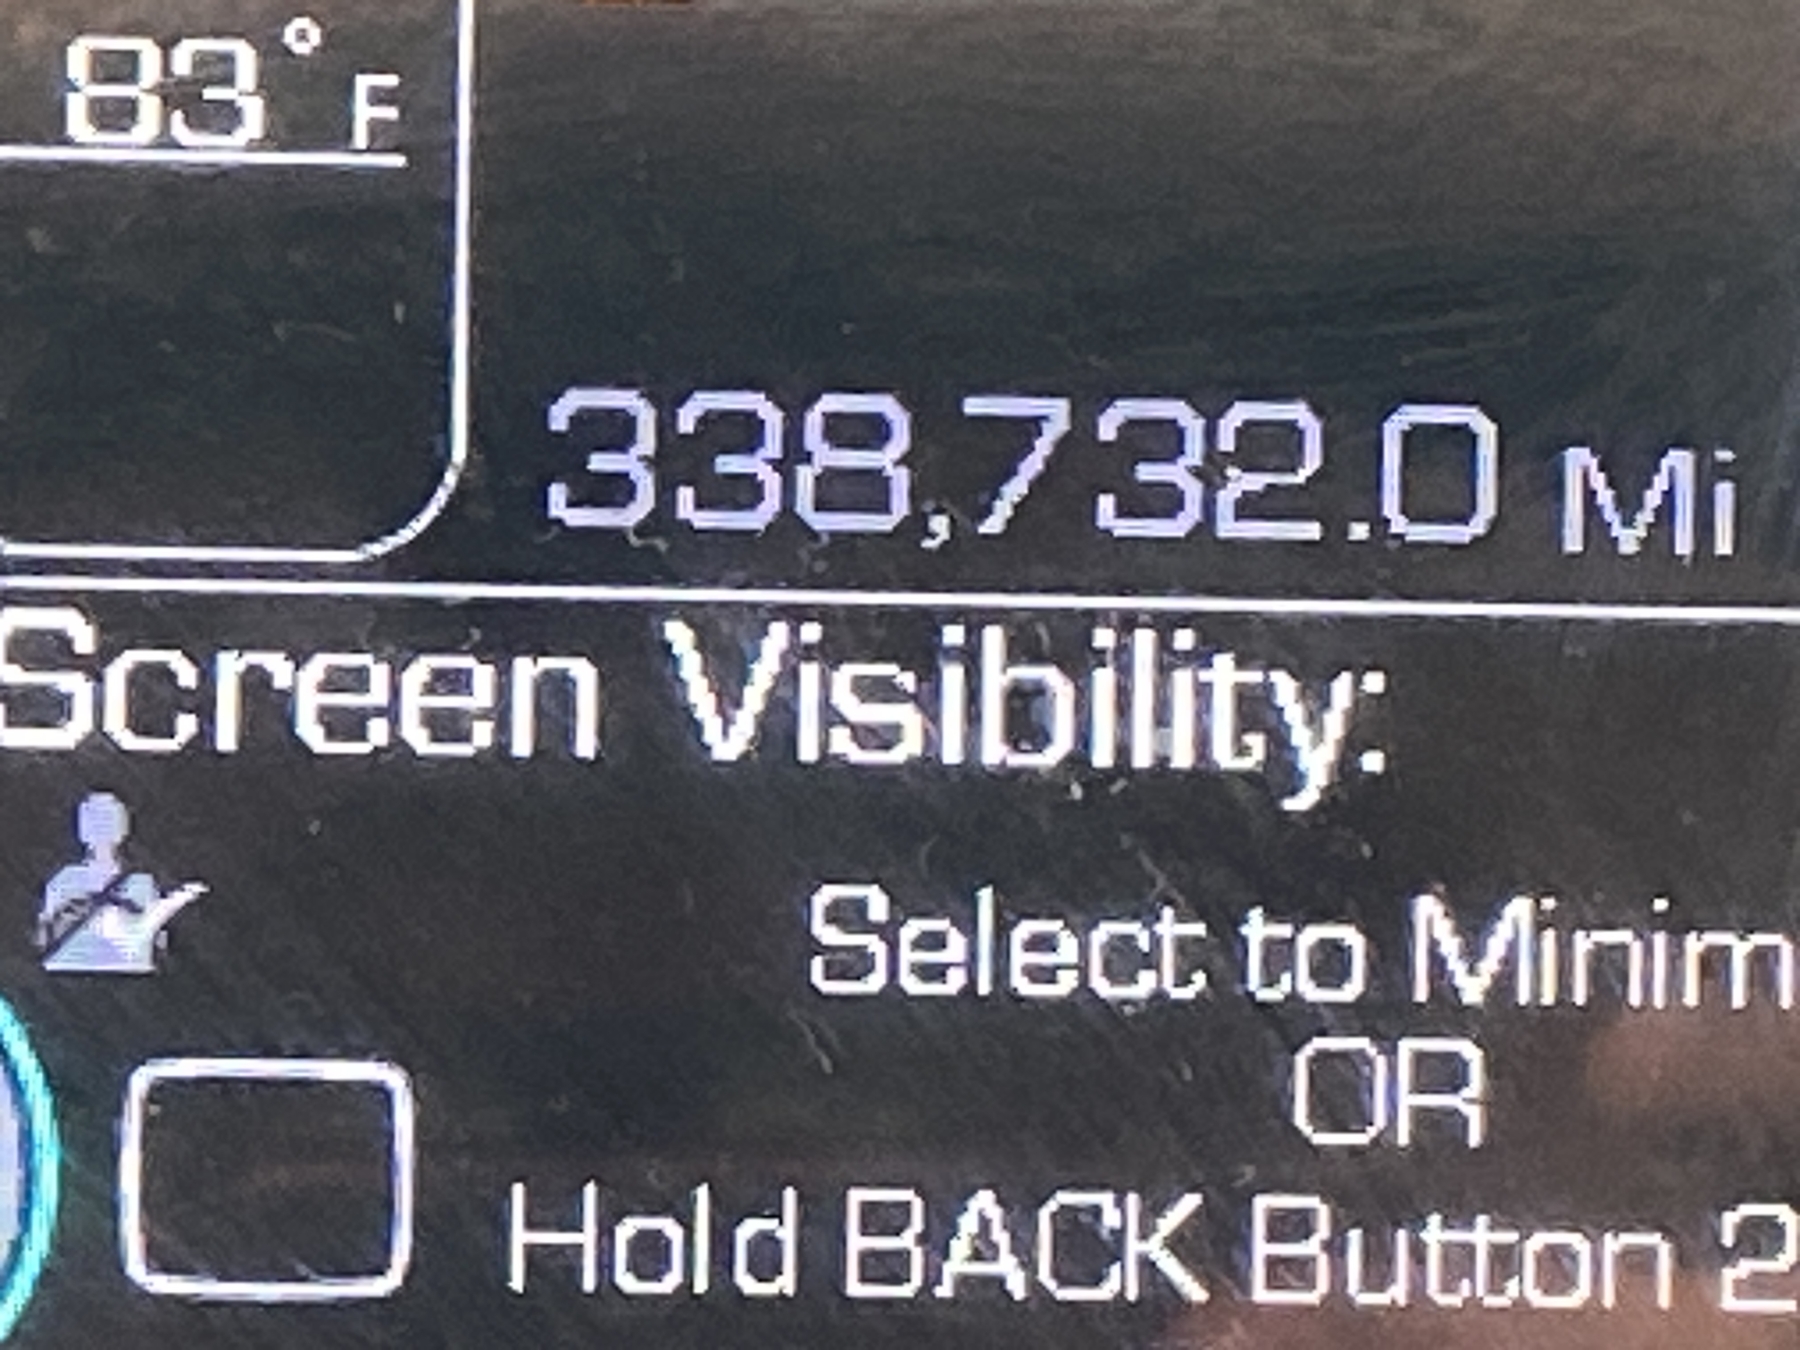 83°F
338,732.0 Mi
Screen Visibility:
Select to Minim
OR
Hold BACK Button 2